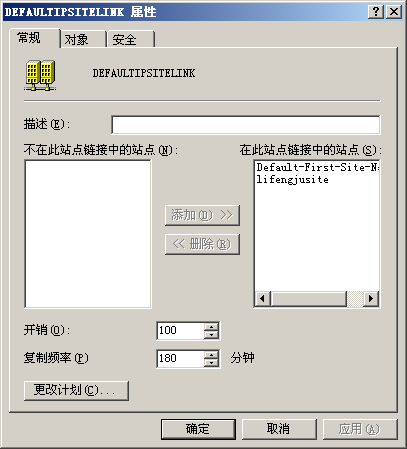 DEFAULTIPSITELINK 属性
常规 对象 安全
DEFAULTIPSITELINK
描述(E):
不在此站点链接中的站点(N): 在此站点链接中的站点(S):
Default-First-Site-Na
lifengjusite
添加(D) >>
<< 删除(R)
开销(O): 100
复制频率(P) 180 分钟
更改计划(C)...
确定 取消 应用(A)